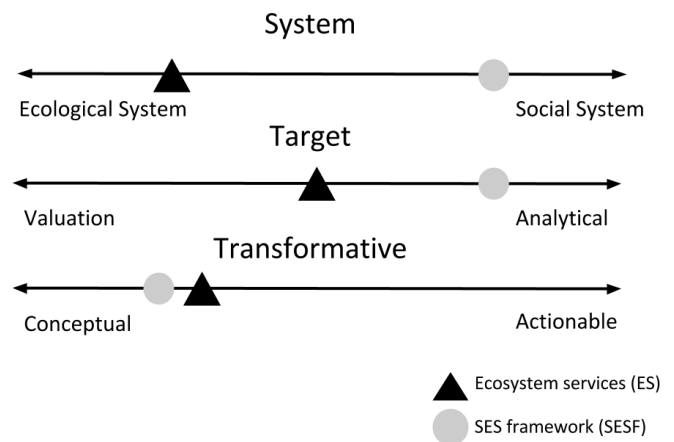 System
Ecological System
Social System
Target
Valuation
Analytical
Transformative
Conceptual
Actionable
Ecosystem services (ES)
SES framework (SESF)